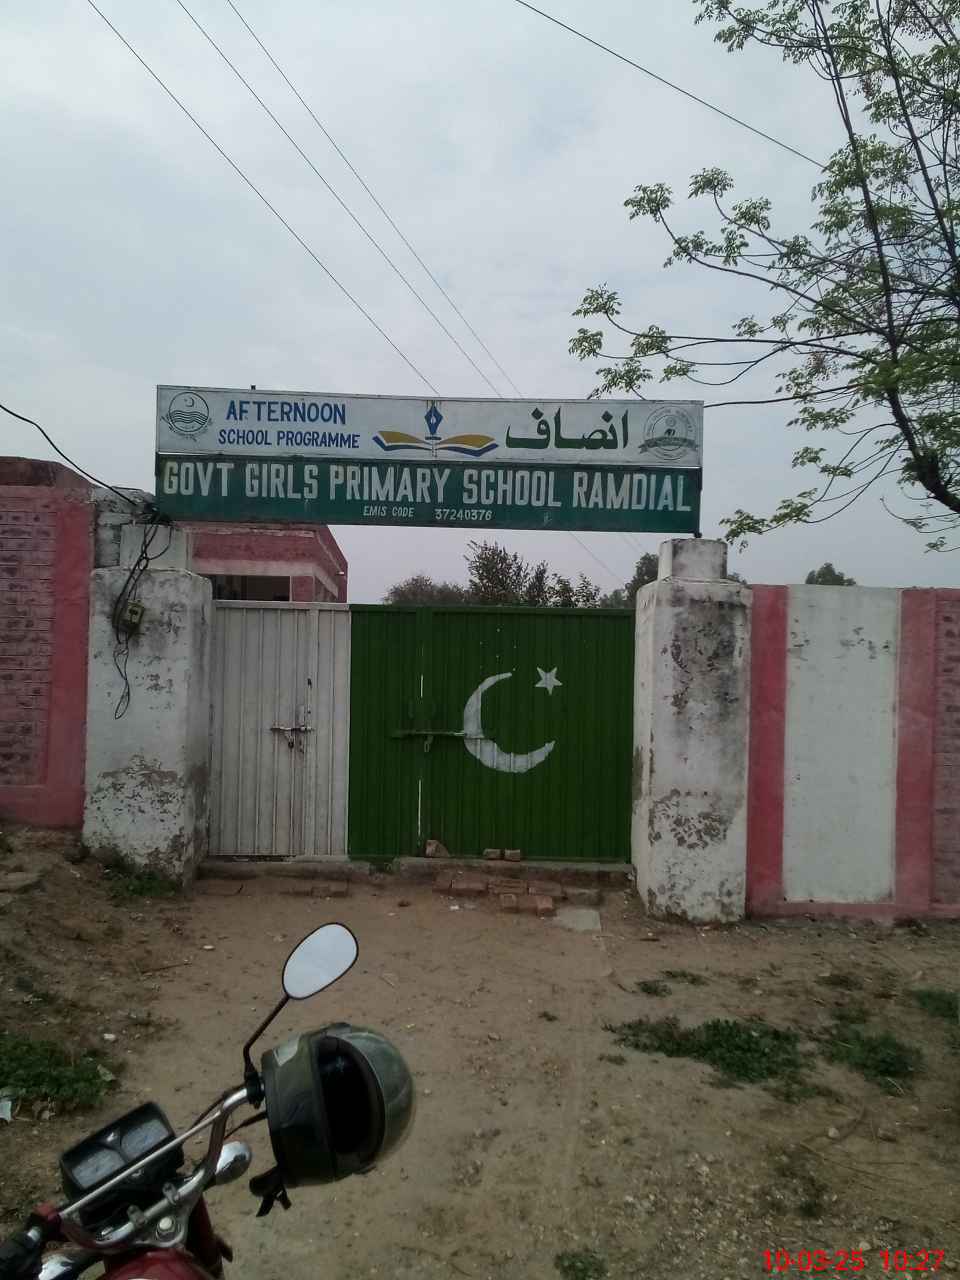 AFTERNOON
SCHOOL PROGRAMME
انصاف
GOVT GIRLS PRIMARY SCHOOL RAMDIAL
EMIS CODE 37240376
10-03-25 10:27